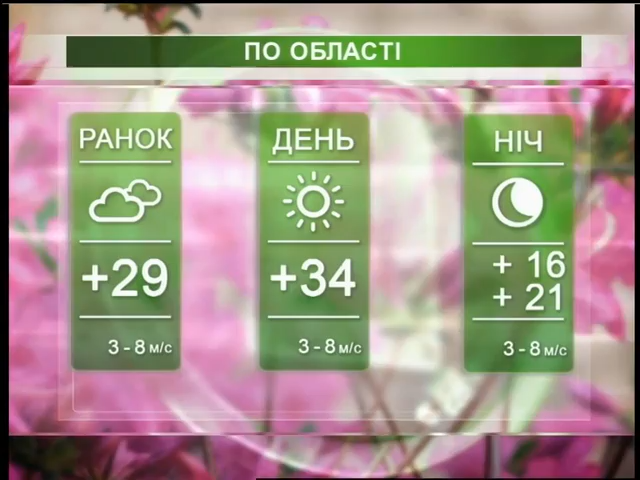 ПО ОБЛАСТІ
РАНОК
+29
3-8 м/с
ДЕНЬ
+34
3-8 м/с
НІЧ
+ 16
+ 21
3-8 м/с